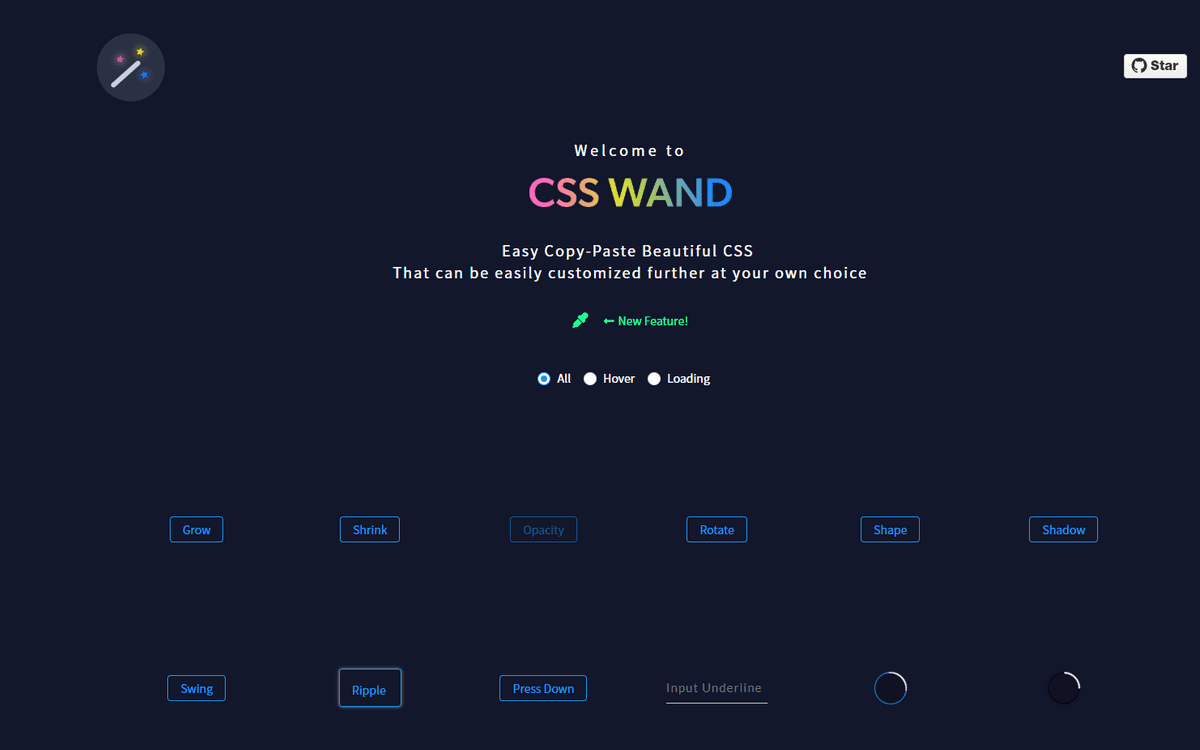 Star
Welcome to
CSS WAND
Easy Copy-Paste Beautiful CSS
That can be easily customized further at your own choice
← New Feature!
All Hover Loading
Grow Shrink Opacity Rotate Shape Shadow
Swing Ripple Press Down Input Underline